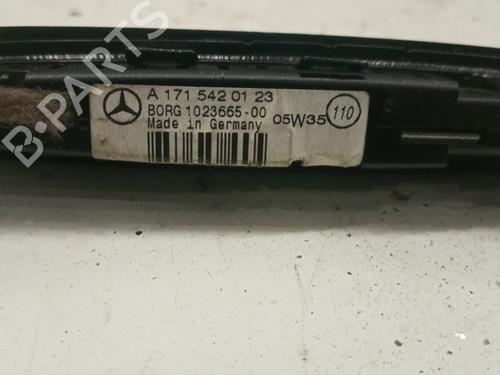 A 171 542 01 23
BORG 1023665-00
Made in Germany
05W35 110
B-PARTS